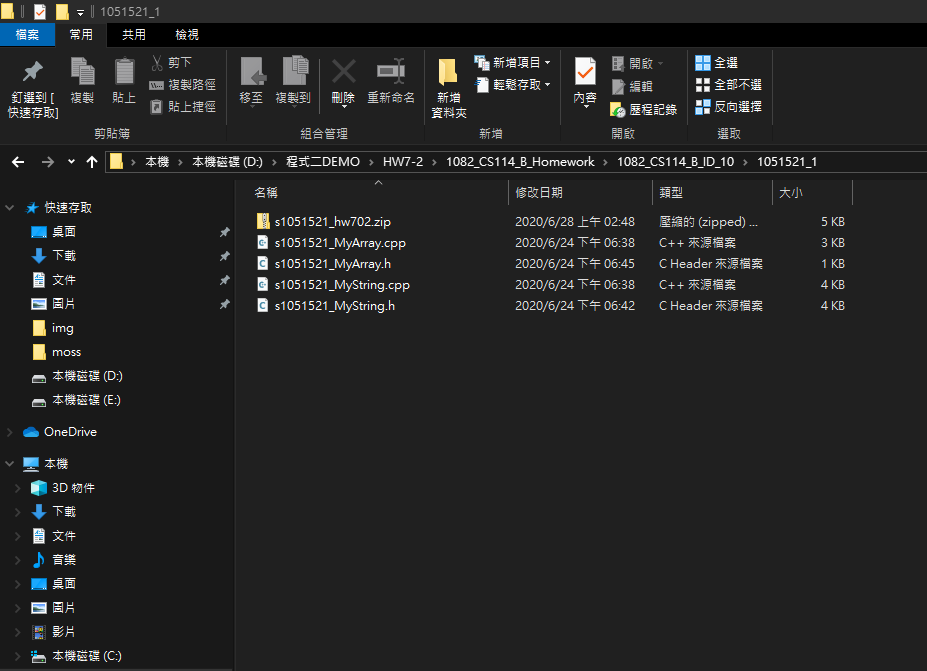 1051521_1
檔案 常用 共用 檢視
釘選到 [快速存取]
複製
貼上
剪下
複製路徑
貼上捷徑
移至
複製到
刪除
重新命名
新增資料夾
新增項目
輕鬆存取
內容
開啟
編輯
歷程記錄
全選
全部不選
反向選擇
剪貼簿 組合管理 新增 開啟 選取
本機 > 本機磁碟 (D:) > 程式二DEMO > HW7-2 > 1082_CS114_B_Homework > 1082_CS114_B_ID_10 > 1051521_1
快速存取
桌面
下載
文件
圖片
img
moss
本機磁碟 (D:)
本機磁碟 (E:)
OneDrive
本機
3D 物件
下載
文件
音樂
桌面
圖片
影片
本機磁碟 (C:)
名稱 修改日期 類型 大小
s1051521_hw702.zip 2020/6/28 上午 02:48 壓縮的 (zipped) ... 5 KB
s1051521_MyArray.cpp 2020/6/24 下午 06:38 C++ 來源檔案 3 KB
s1051521_MyArray.h 2020/6/24 下午 06:45 C Header 來源檔案 1 KB
s1051521_MyString.cpp 2020/6/24 下午 06:38 C++ 來源檔案 4 KB
s1051521_MyString.h 2020/6/24 下午 06:42 C Header 來源檔案 4 KB